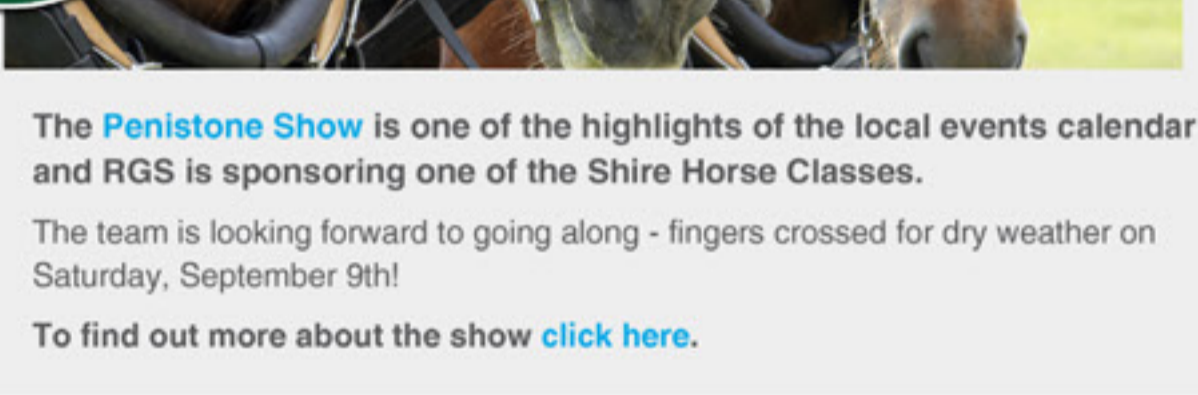 The Penistone Show is one of the highlights of the local events calendar
and RGS is sponsoring one of the Shire Horse Classes.
The team is looking forward to going along - fingers crossed for dry weather on
Saturday, September 9th!
To find out more about the show click here.